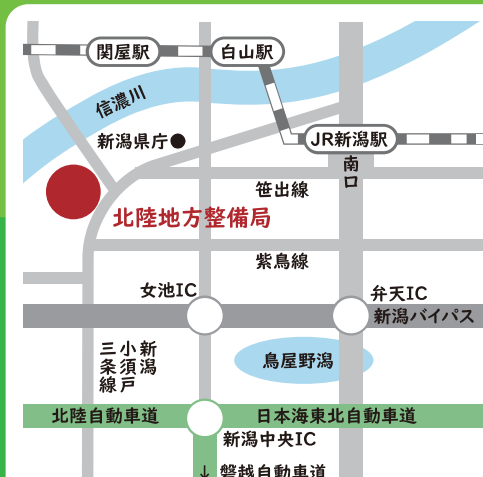 関屋駅
白山駅
信濃川
新潟県庁
JR新潟駅
南口
笹出線
北陸地方整備局
紫鳥線
女池IC
弁天IC
新潟バイパス
新潟
小須戸
三条線
鳥屋野潟
北陸自動車道
日本海東北自動車道
新潟中央IC
↓ 磐越自動車道